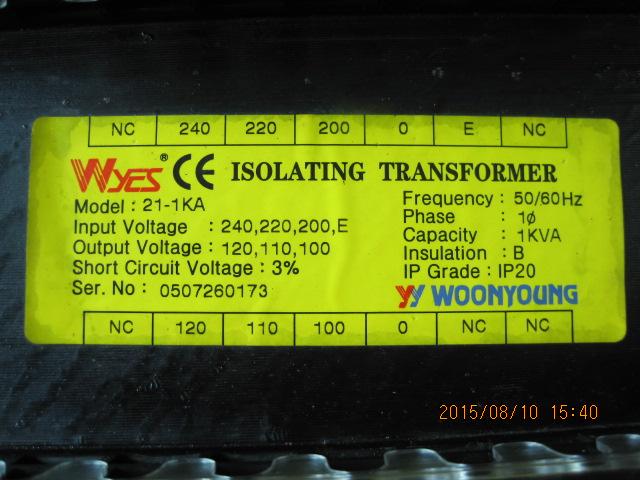 NC 240 220 200 0 E NC
Wyes® CE ISOLATING TRANSFORMER
Model : 21-1KA
Input Voltage : 240,220,200,E
Output Voltage : 120,110,100
Short Circuit Voltage : 3%
Ser. No : 0507260173
Frequency : 50/60Hz
Phase : 1ø
Capacity : 1KVA
Insulation : B
IP Grade : IP20
YY WOONYOUNG
NC 120 110 100 0 NC NC
2015/08/10 15:40